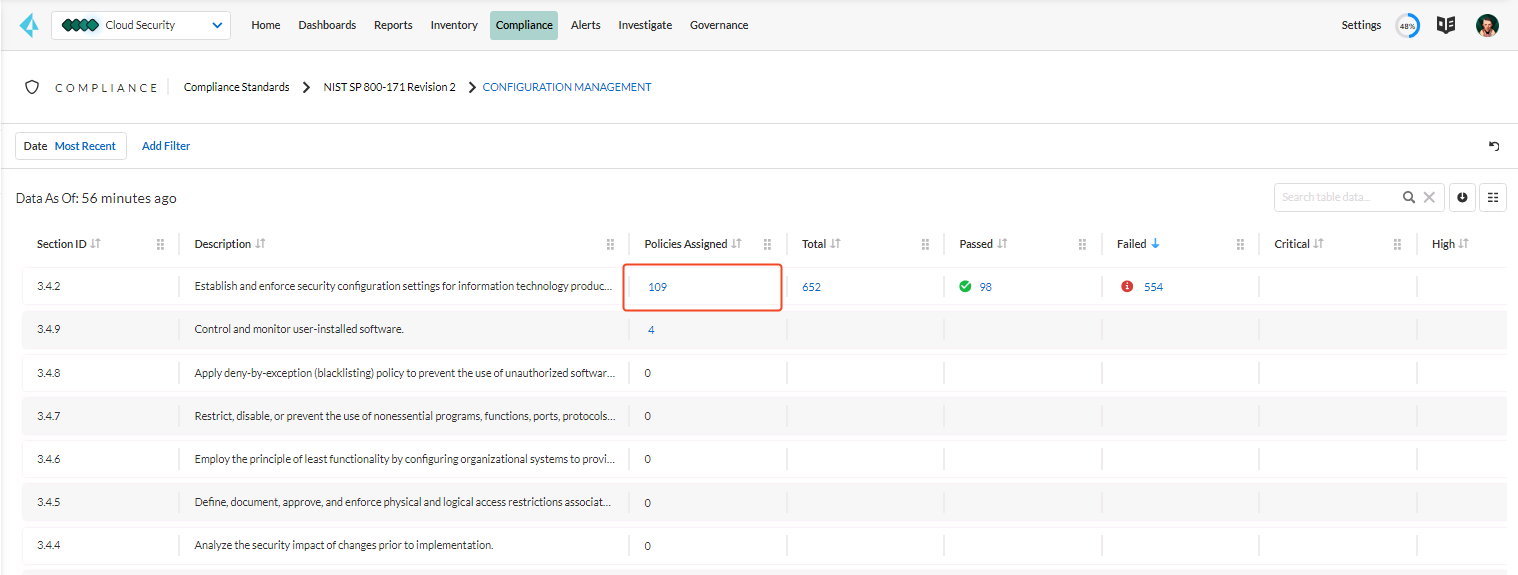 Cloud Security Home Dashboards Reports Inventory Compliance Alerts Investigate Governance Settings 48%
COMPLIANCE Compliance Standards NIST SP 800-171 Revision 2 CONFIGURATION MANAGEMENT
Date Most Recent Add Filter
Data As Of: 56 minutes ago Search table data...
Section ID Description Policies Assigned Total Passed Failed Critical High
3.4.2 Establish and enforce security configuration settings for information technology produc... 109 652 98 554
3.4.9 Control and monitor user-installed software. 4
3.4.8 Apply deny-by-exception (blacklisting) policy to prevent the use of unauthorized softwar... 0
3.4.7 Restrict, disable, or prevent the use of nonessential programs, functions, ports, protocols... 0
3.4.6 Employ the principle of least functionality by configuring organizational systems to provi... 0
3.4.5 Define, document, approve, and enforce physical and logical access restrictions associat... 0
3.4.4 Analyze the security impact of changes prior to implementation. 0